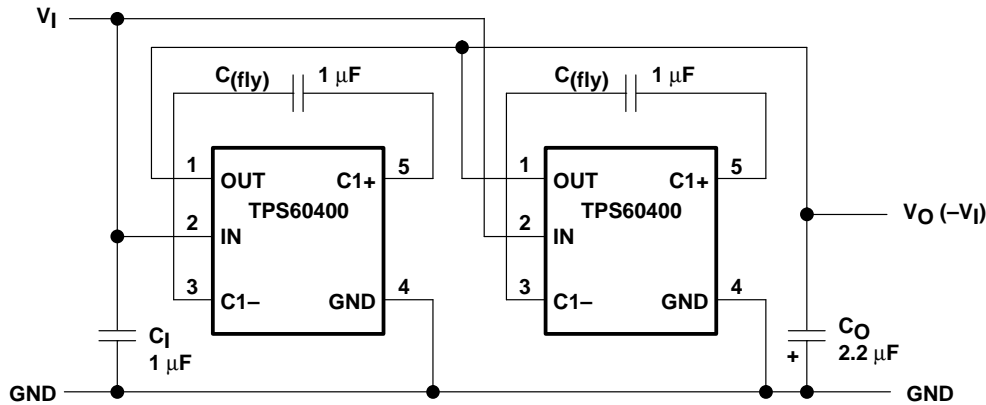 VI
C(fly) 1 μF
C(fly) 1 μF
1 OUT
C1+ 5
TPS60400
2 IN
3 C1–
GND 4
1 OUT
C1+ 5
TPS60400
2 IN
3 C1–
GND 4
VO (–VI)
CI
1 μF
CO
2.2 μF
+
GND
GND